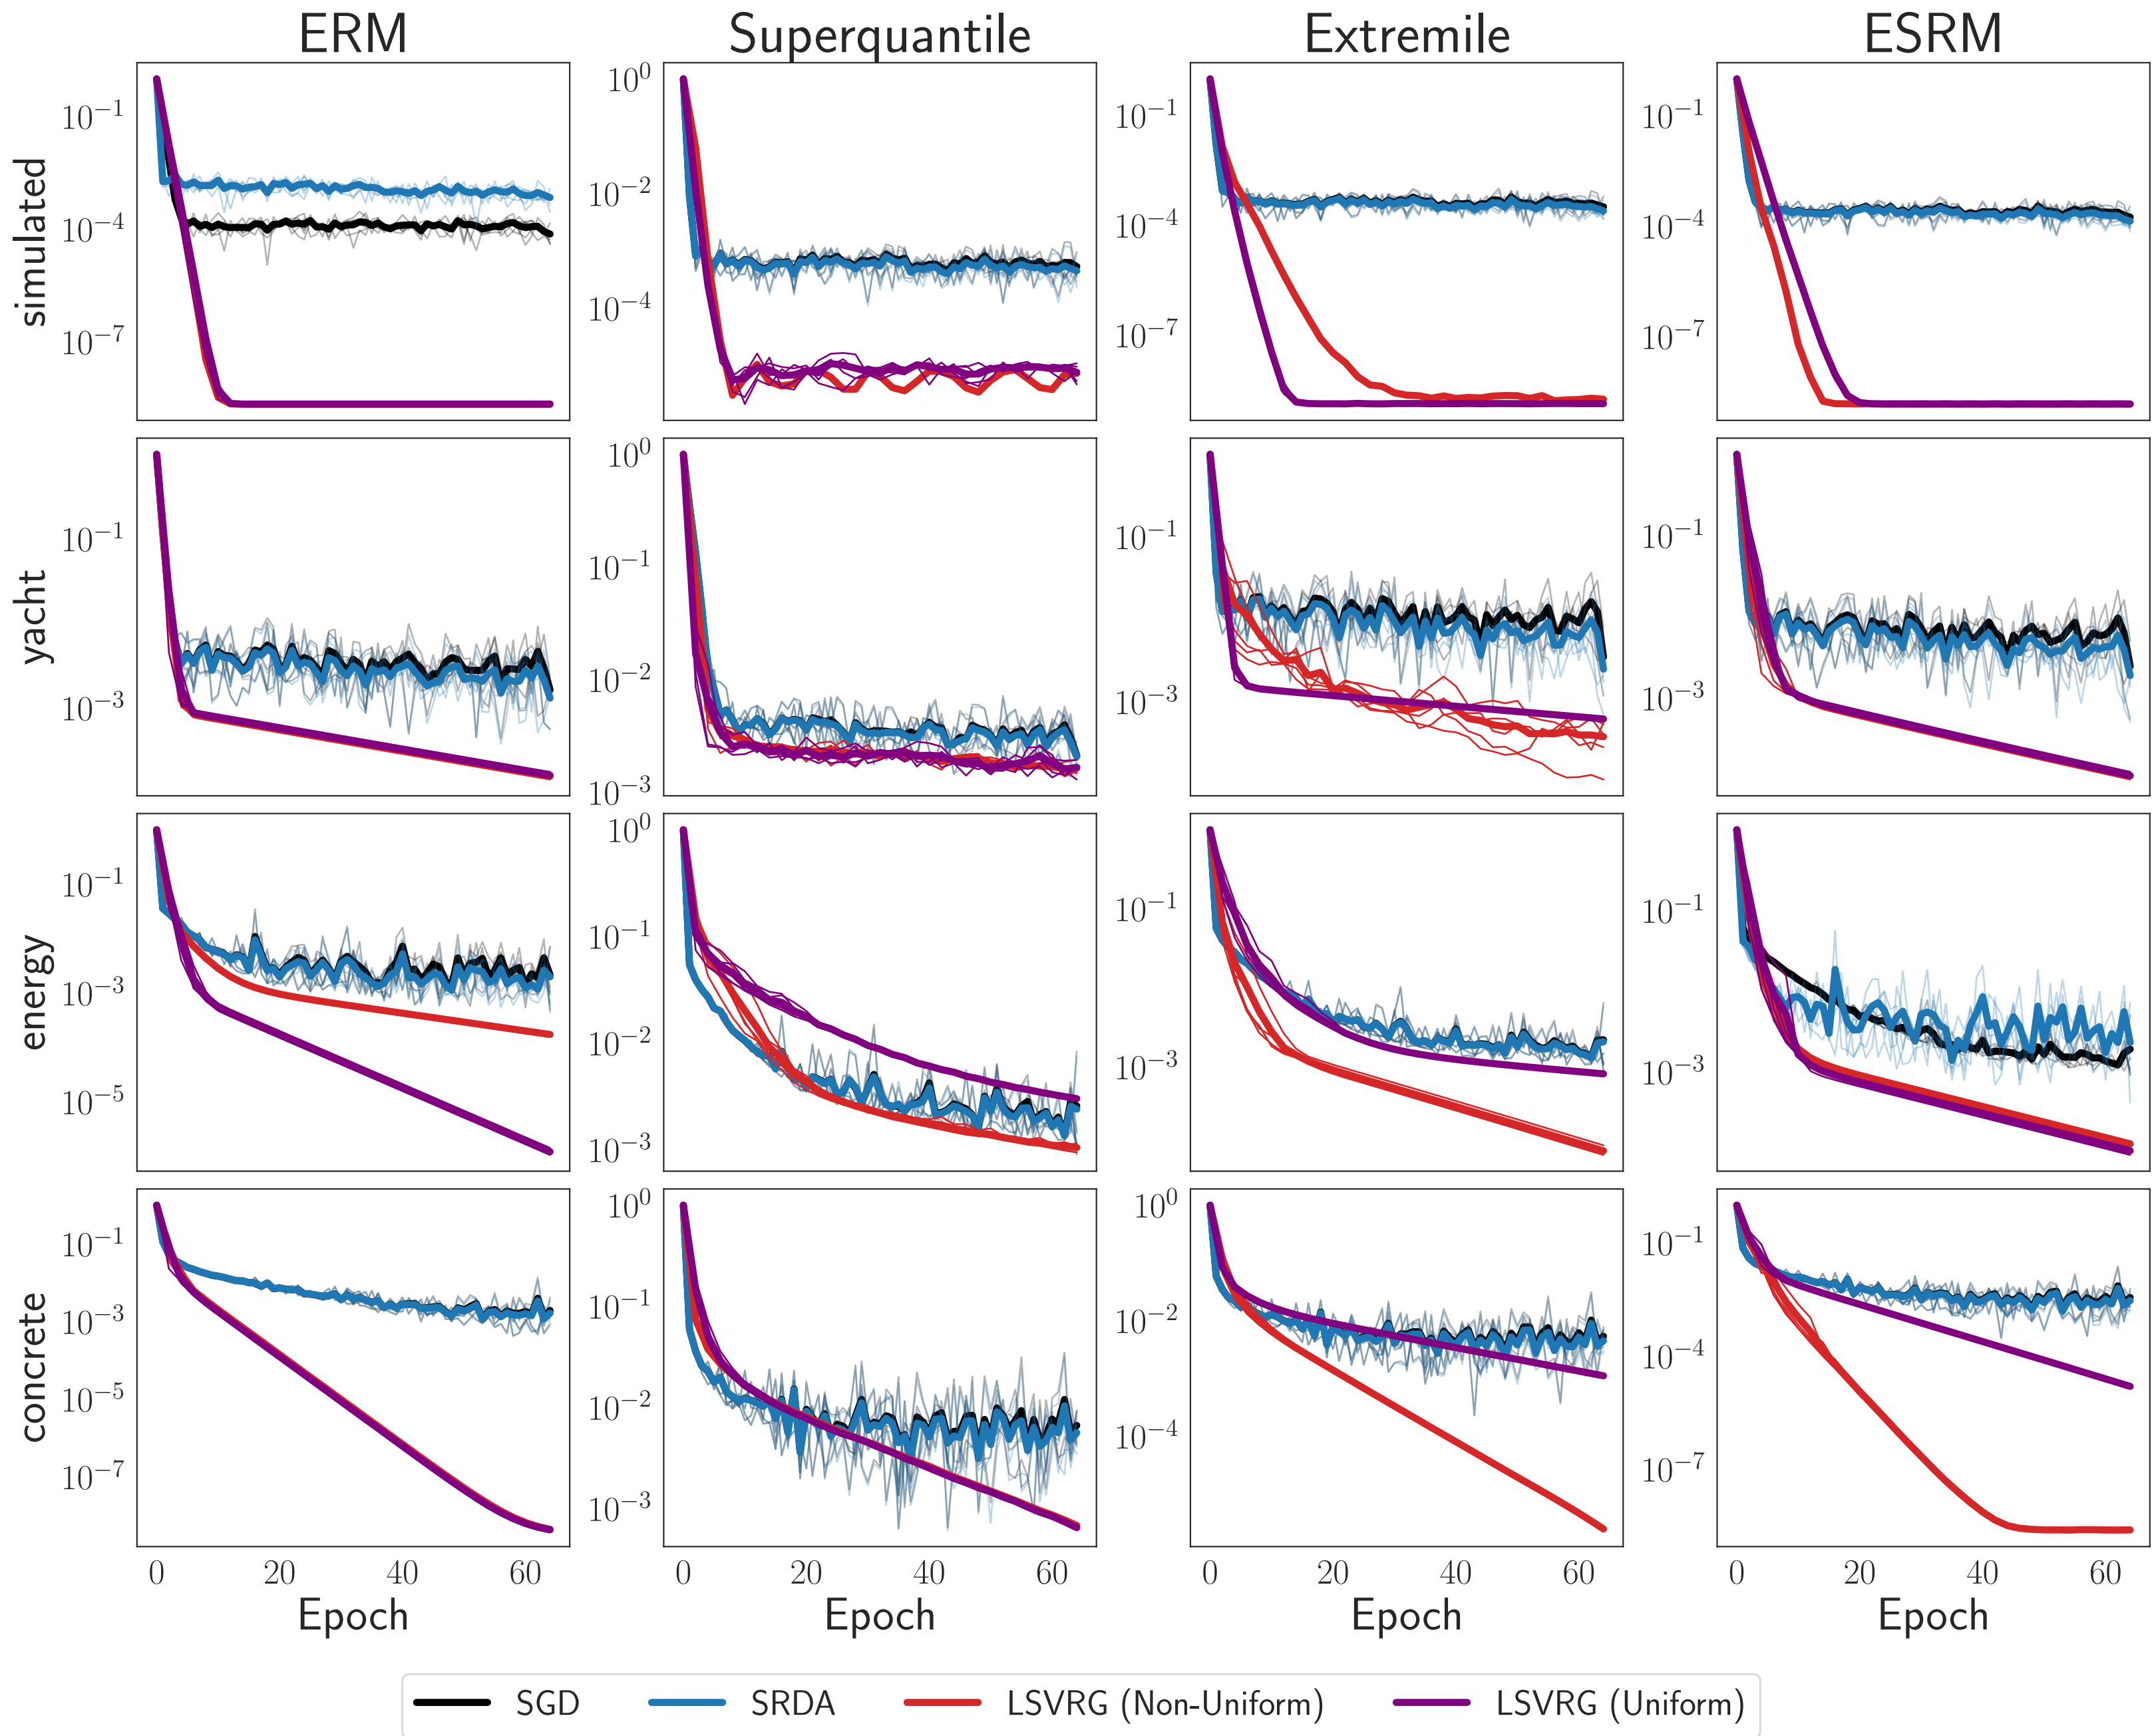 ERM Superquantile Extremile ESRM
simulated
10^-1 10^-4 10^-7
10^0 10^-2 10^-4
10^-1 10^-4 10^-7
10^-1 10^-4 10^-7
yacht
10^-1 10^-3
10^0 10^-1 10^-2 10^-3
10^-1 10^-3
10^-1 10^-3
energy
10^-1 10^-3 10^-5
10^0 10^-1 10^-2 10^-3
10^-1 10^-3
10^-1 10^-3
concrete
10^-1 10^-3 10^-5 10^-7
10^0 10^-1 10^-2 10^-3
10^0 10^-2 10^-4
10^-1 10^-4 10^-7
0 20 40 60 0 20 40 60 0 20 40 60 0 20 40 60
Epoch Epoch Epoch Epoch
SGD SRDA LSVRG (Non-Uniform) LSVRG (Uniform)